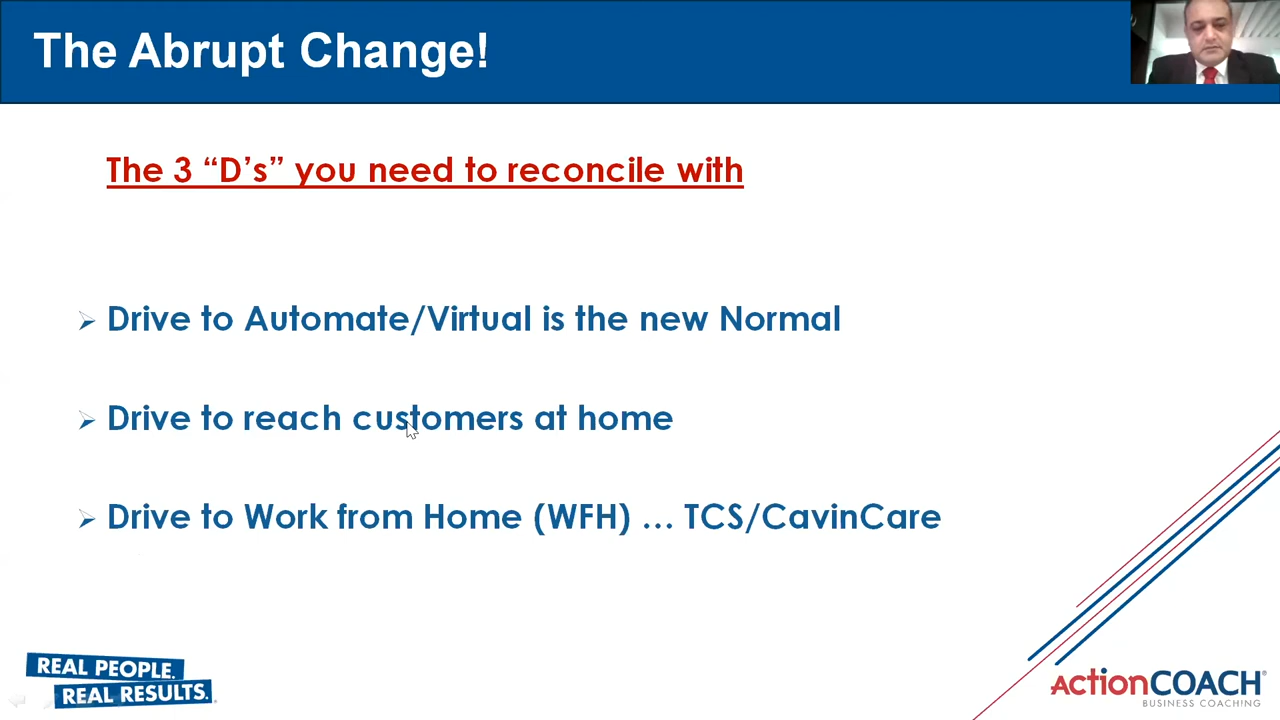 The Abrupt Change!
The 3 “D’s” you need to reconcile with
Drive to Automate/Virtual is the new Normal
Drive to reach customers at home
Drive to Work from Home (WFH) … TCS/CavinCare
REAL PEOPLE.
REAL RESULTS.
ActionCOACH®
BUSINESS COACHING